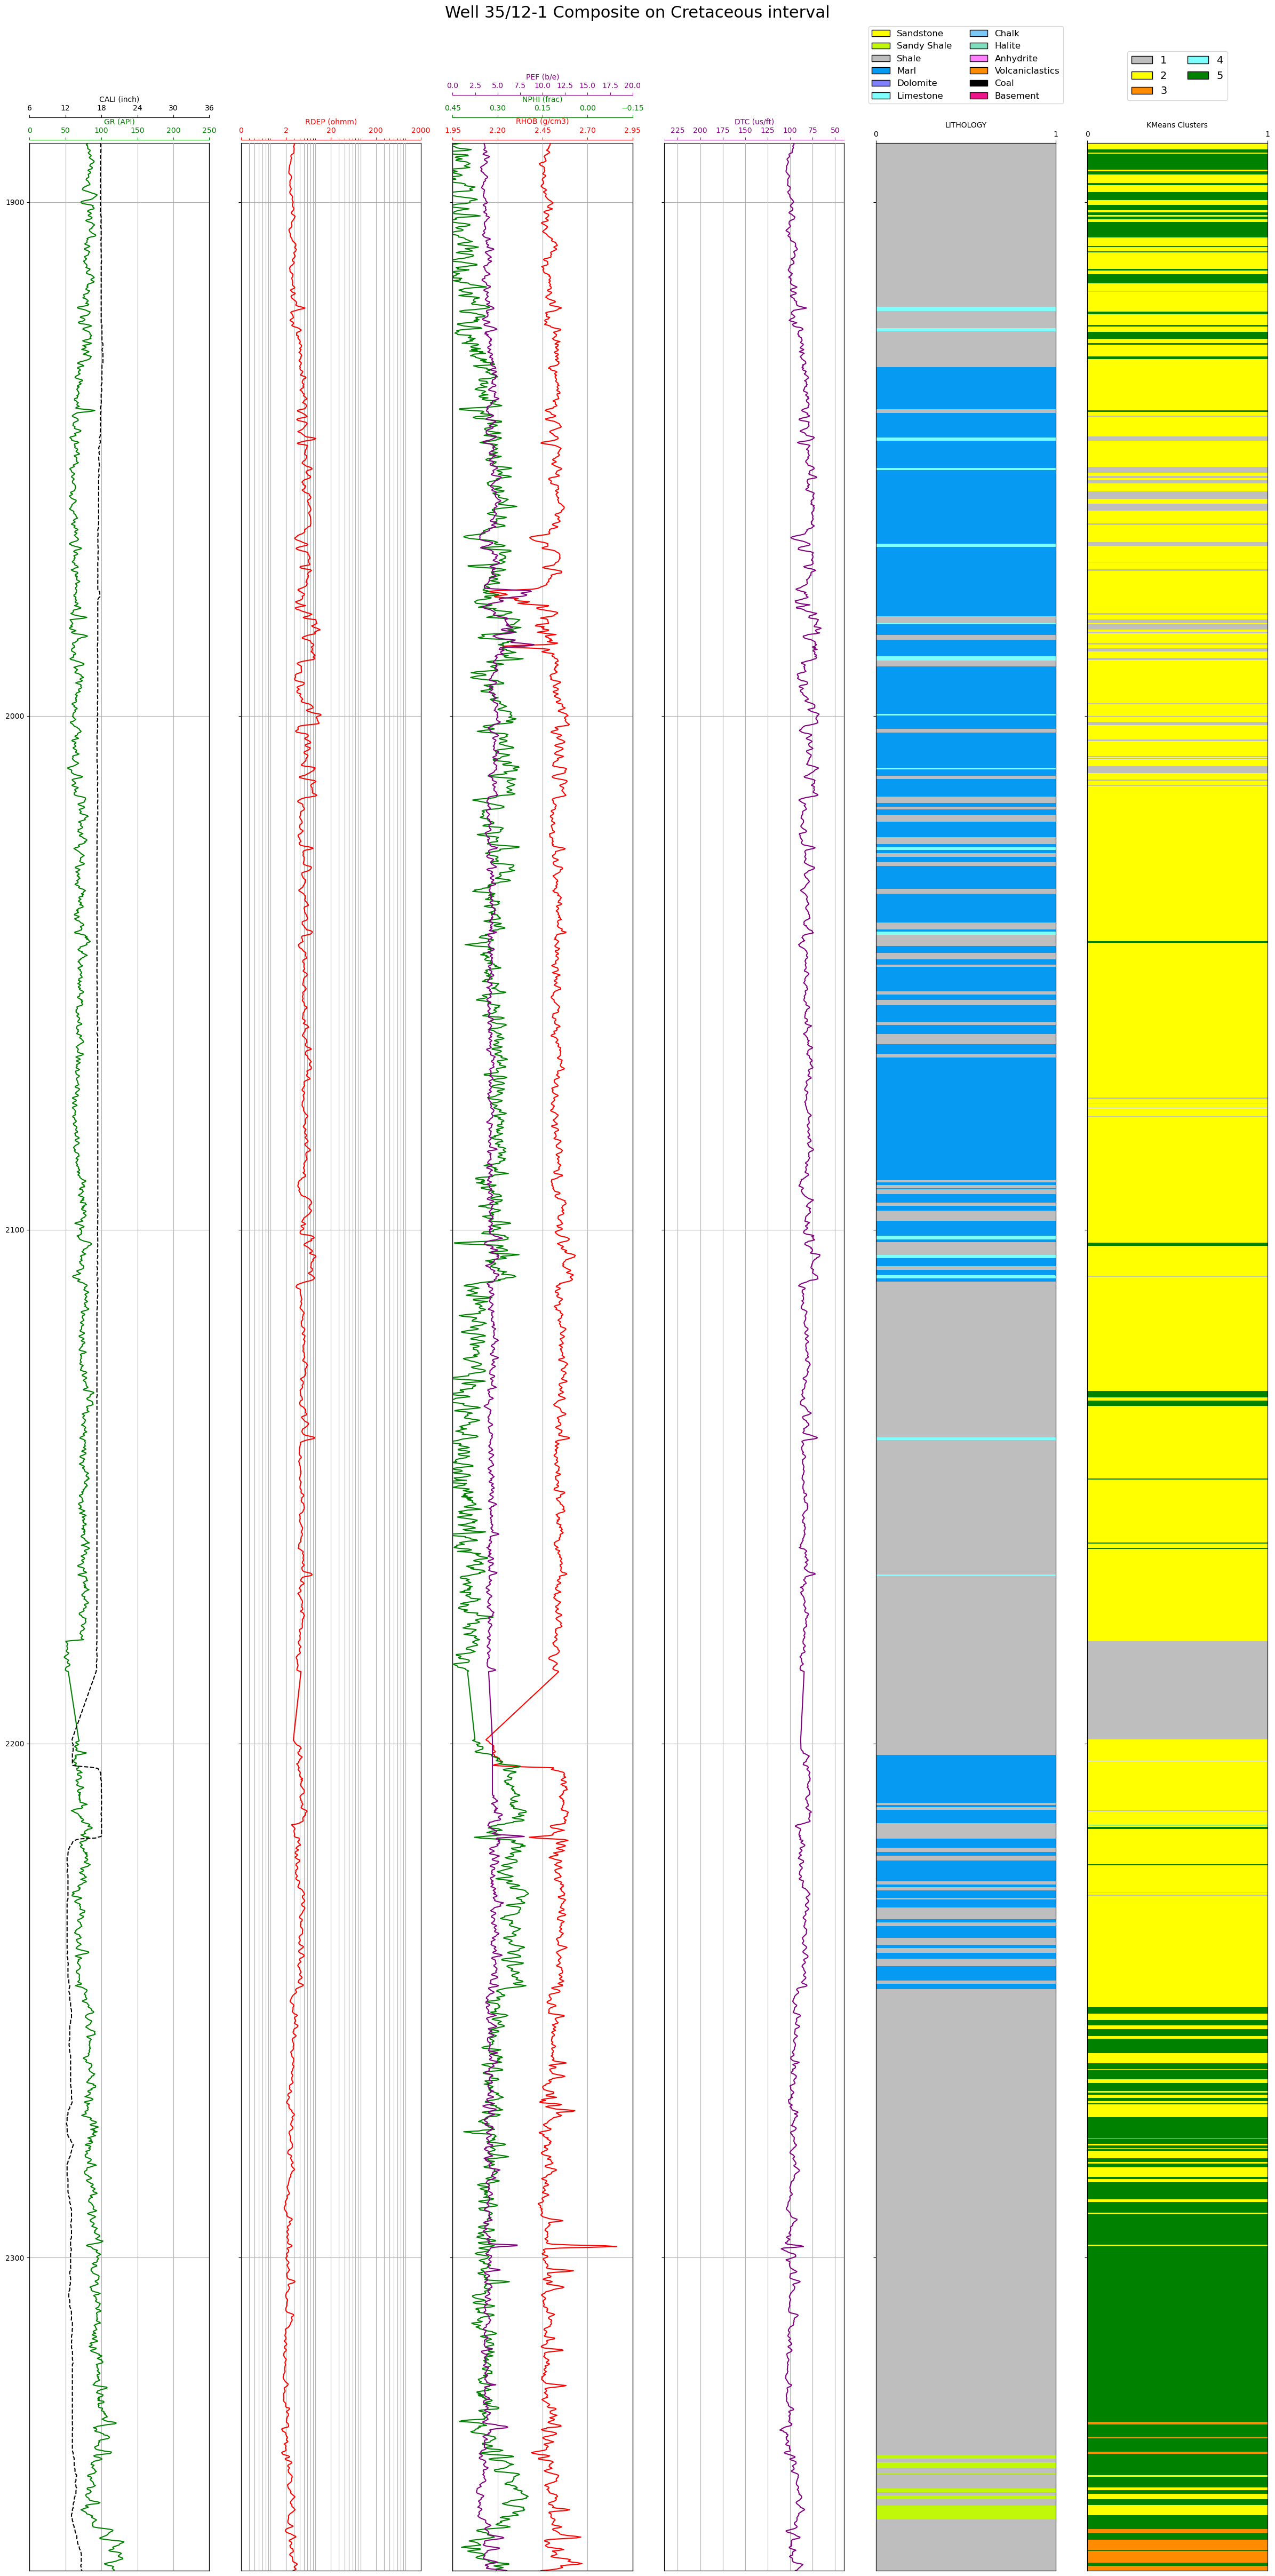 Well 35/12-1 Composite on Cretaceous interval
Sandstone
Sandy Shale
Shale
Marl
Dolomite
Limestone
Chalk
Halite
Anhydrite
Volcaniclastics
Coal
Basement
1
2
3
4
5
CALI (inch)
6 12 18 24 30 36
GR (API)
0 50 100 150 200 250
RDEP (ohmm)
0 2 20 200 2000
PEF (b/e)
0.0 2.5 5.0 7.5 10.0 12.5 15.0 17.5 20.0
NPHI (frac)
0.45 0.30 0.15 0.00 −0.15
RHOB (g/cm3)
1.95 2.20 2.45 2.70 2.95
DTC (us/ft)
225 200 175 150 125 100 75 50
LITHOLOGY
0 1
KMeans Clusters
0 1
1900
2000
2100
2200
2300